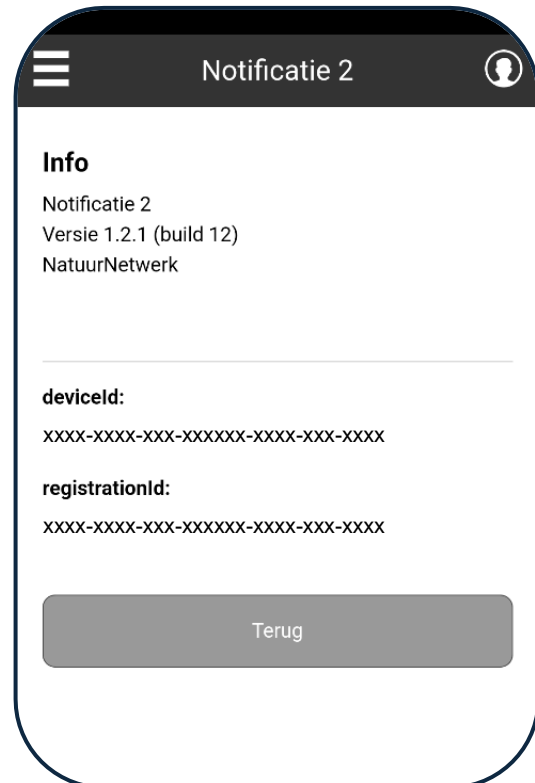 Notificatie 2
Info
Notificatie 2
Versie 1.2.1 (build 12)
NatuurNetwerk
deviceId:
xxxx-xxxx-xxx-xxxxxx-xxxx-xxx-xxxx
registrationId:
xxxx-xxxx-xxx-xxxxxx-xxxx-xxx-xxxx
Terug